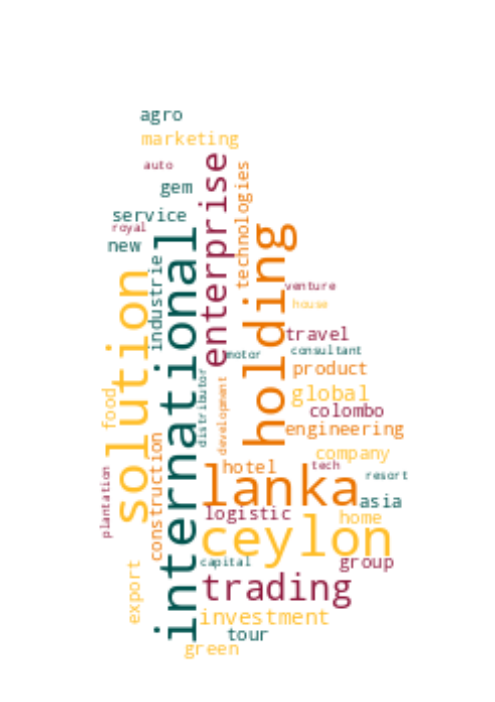 agro
marketing
auto
enterprise
technologies
gem
service
royal
new
international
holding
industrie
solution
venture
house
travel
motor
consultant
product
distributor
development
global
food
colombo
engineering
construction
company
hotel
tech
lanka
plantation
resort
asia
logistic
home
ceylon
export
capital
group
trading
investment
tour
green